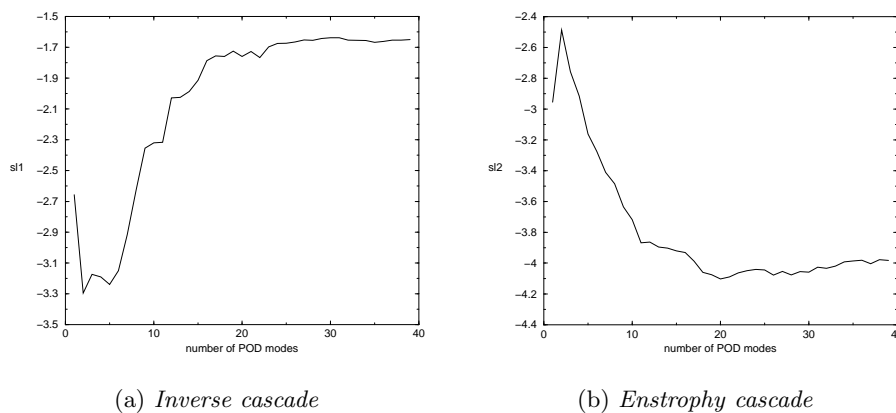 −1.5
−1.7
−1.9
−2.1
−2.3
−2.5
−2.7
−2.9
−3.1
−3.3
−3.5
sl1
0 10 20 30 40
number of POD modes
(a) Inverse cascade
−2.4
−2.6
−2.8
−3
−3.2
−3.4
−3.6
−3.8
−4
−4.2
−4.4
sl2
0 10 20 30 40
number of POD modes
(b) Enstrophy cascade